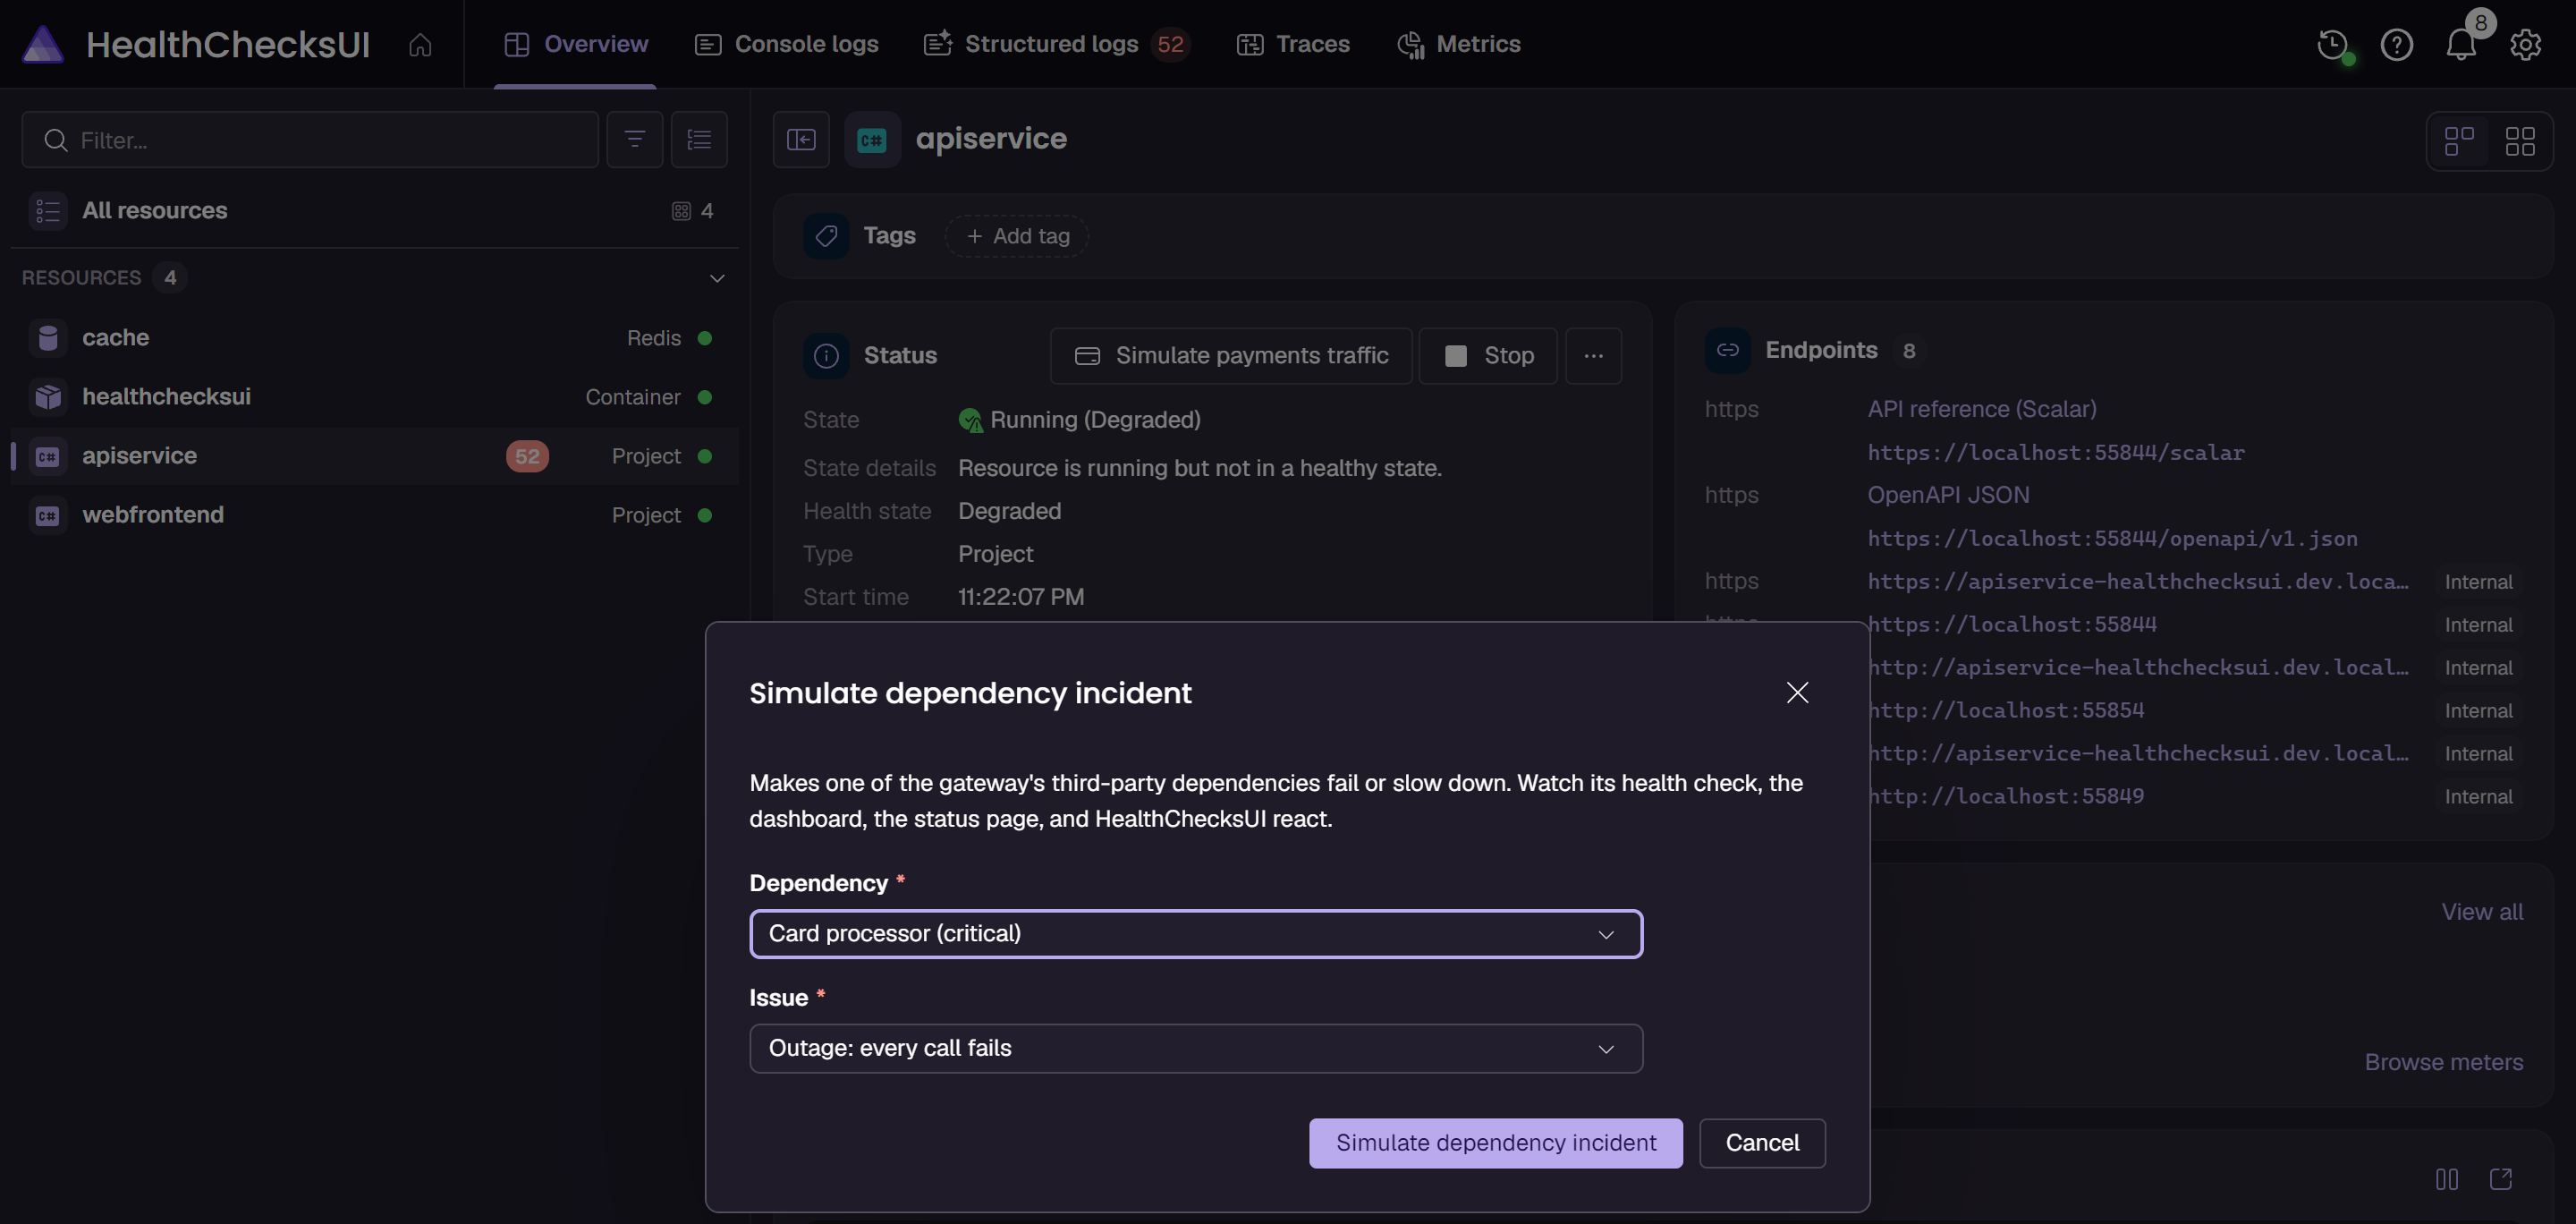 HealthChecksUI
Overview
Console logs
Structured logs 52
Traces
Metrics
8
Filter...
All resources 4
RESOURCES 4
cache Redis
healthchecksui Container
C# apiservice 52 Project
C# webfrontend Project
C# apiservice
Tags + Add tag
Status
Simulate payments traffic
Stop
State Running (Degraded)
State details Resource is running but not in a healthy state.
Health state Degraded
Type Project
Start time 11:22:07 PM
Endpoints 8
https API reference (Scalar)
https://localhost:55844/scalar
https OpenAPI JSON
https://localhost:55844/openapi/v1.json
https https://apiservice-healthchecksui.dev.loca… Internal
https https://localhost:55844 Internal
http://apiservice-healthchecksui.dev.local… Internal
http://localhost:55854 Internal
http://apiservice-healthchecksui.dev.local… Internal
http://localhost:55849 Internal
View all
Browse meters
Simulate dependency incident
Makes one of the gateway's third-party dependencies fail or slow down. Watch its health check, the
dashboard, the status page, and HealthChecksUI react.
Dependency *
Card processor (critical)
Issue *
Outage: every call fails
Simulate dependency incident
Cancel